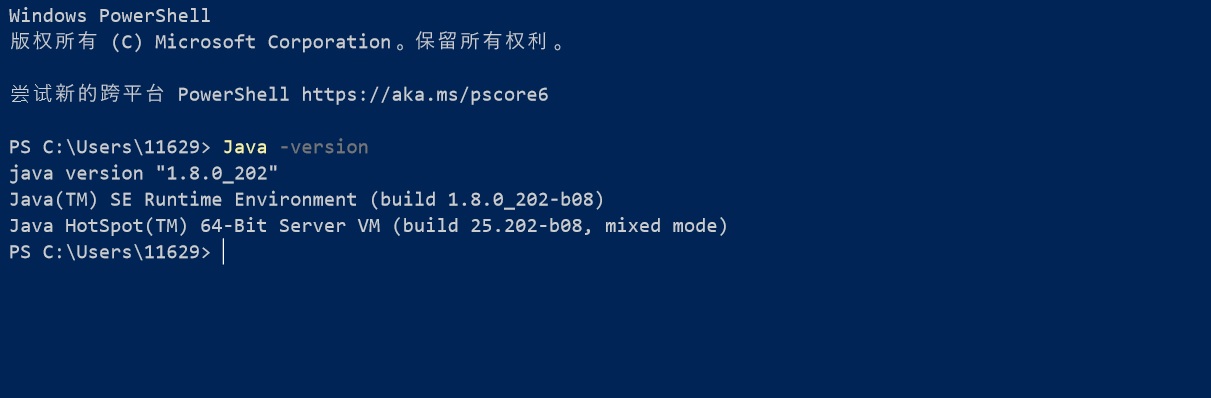 Windows PowerShell
版权所有 (C) Microsoft Corporation。保留所有权利。
尝试新的跨平台 PowerShell https://aka.ms/pscore6
PS C:\Users\11629> Java -version
java version "1.8.0_202"
Java(TM) SE Runtime Environment (build 1.8.0_202-b08)
Java HotSpot(TM) 64-Bit Server VM (build 25.202-b08, mixed mode)
PS C:\Users\11629>